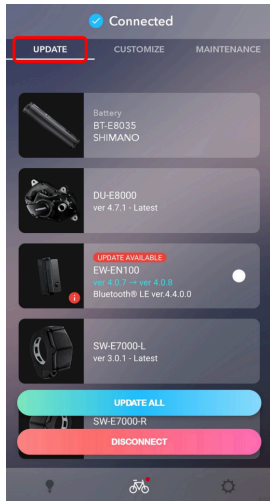 Connected
UPDATE CUSTOMIZE MAINTENANCE
Battery
BT-E8035
SHIMANO
DU-E8000
ver 4.7.1 - Latest
UPDATE AVAILABLE
EW-EN100
ver 4.0.7 → ver 4.0.8
Bluetooth® LE ver.4.4.0.0
SW-E7000-L
ver 3.0.1 - Latest
UPDATE ALL
SW-E7000-R
DISCONNECT